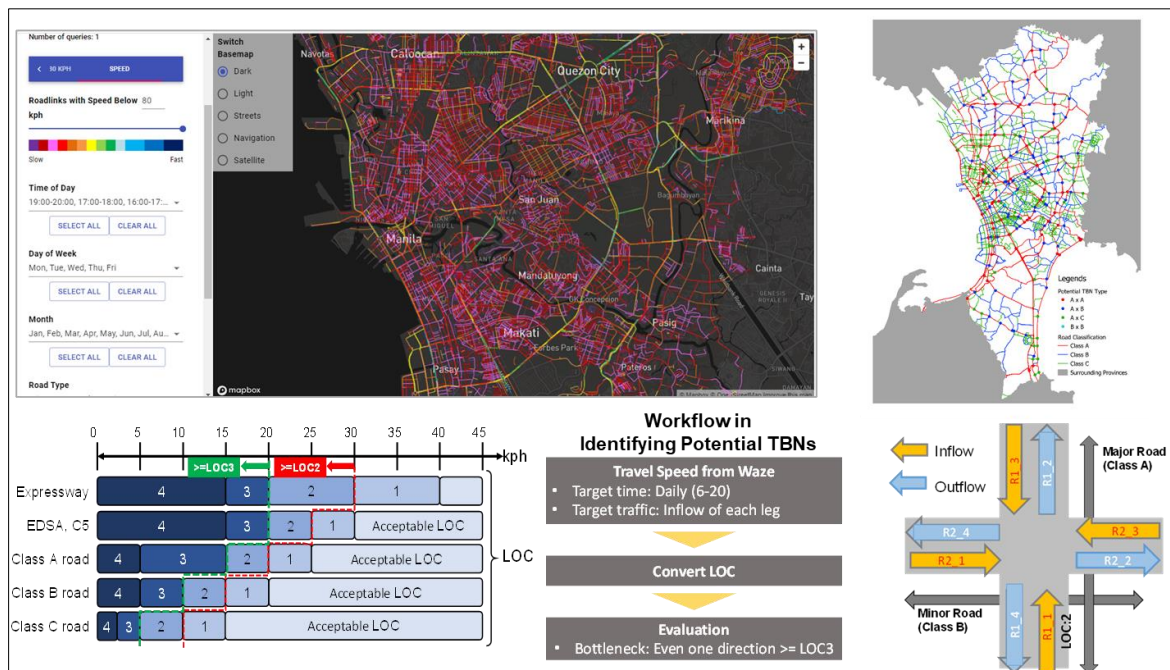 Number of queries: 1
SPEED
Roadlinks with Speed Below 80
kph
Slow
Fast
Time of Day
19:00-20:00, 17:00-18:00, 16:00-17:...
SELECT ALL
CLEAR ALL
Day of Week
Mon, Tue, Wed, Thu, Fri
SELECT ALL
CLEAR ALL
Month
Jan, Feb, Mar, Apr, May, Jun, Jul, Au...
SELECT ALL
CLEAR ALL
Road Type
Switch
Basemap
Dark
Light
Streets
Navigation
Satellite
Navotas
Caloocan
Quezon City
Marikina
San Juan
Manila
Mandaluyong
Cainta
Makati
Forbes Park
Pasig
Pasay
Pateros
mapbox
+
−
Legends
Potential TBN Type
A x A
A x B
A x C
B x B
Road Classification
Class A
Class B
Class C
Surrounding Provinces
0 5 10 15 20 25 30 35 40 45
kph
>=LOC3
>=LOC2
Expressway 4 3 2 1
EDSA, C5 4 3 2 1 Acceptable LOC
Class A road 4 3 2 1 Acceptable LOC
Class B road 4 3 2 1 Acceptable LOC
Class C road 4 3 2 1 Acceptable LOC
LOC
Workflow in
Identifying Potential TBNs
Travel Speed from Waze
• Target time: Daily (6-20)
• Target traffic: Inflow of each leg
Convert LOC
Evaluation
• Bottleneck: Even one direction >= LOC3
Inflow
Outflow
Major Road
(Class A)
Minor Road
(Class B)
R1_3
R1_2
R2_4
R2_3
R2_1
R2_2
R1_4
R1_1
LOC:2